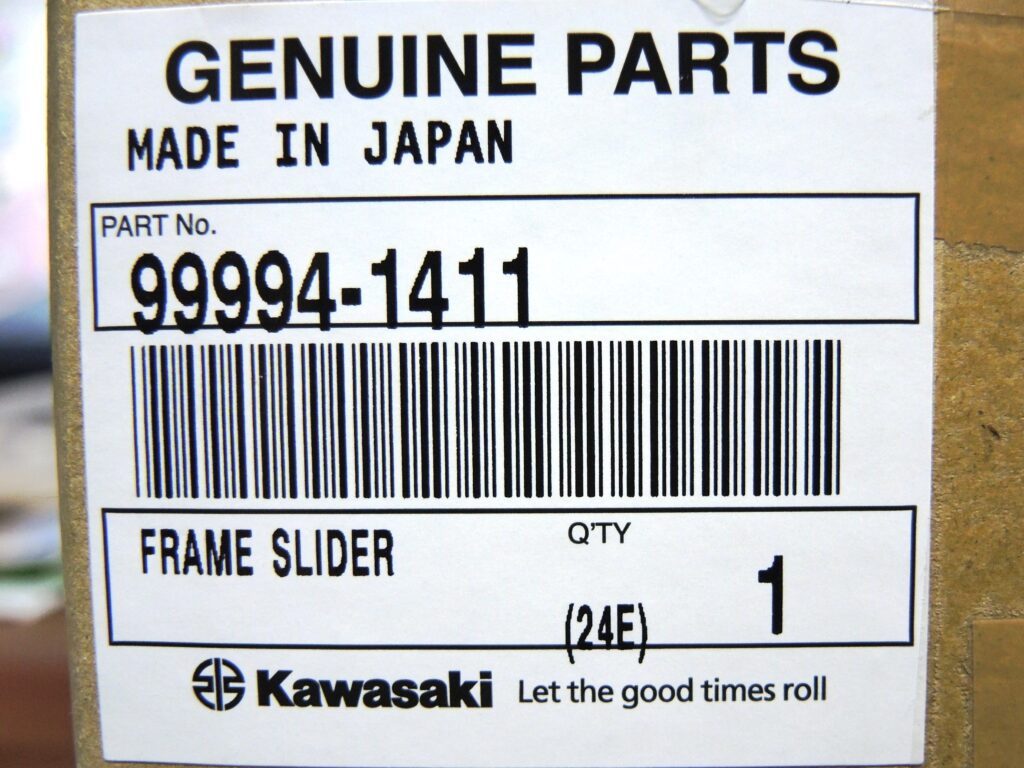 GENUINE PARTS
MADE IN JAPAN
PART No.
99994-1411
FRAME SLIDER
Q'TY
(24E)
1
Kawasaki Let the good times roll